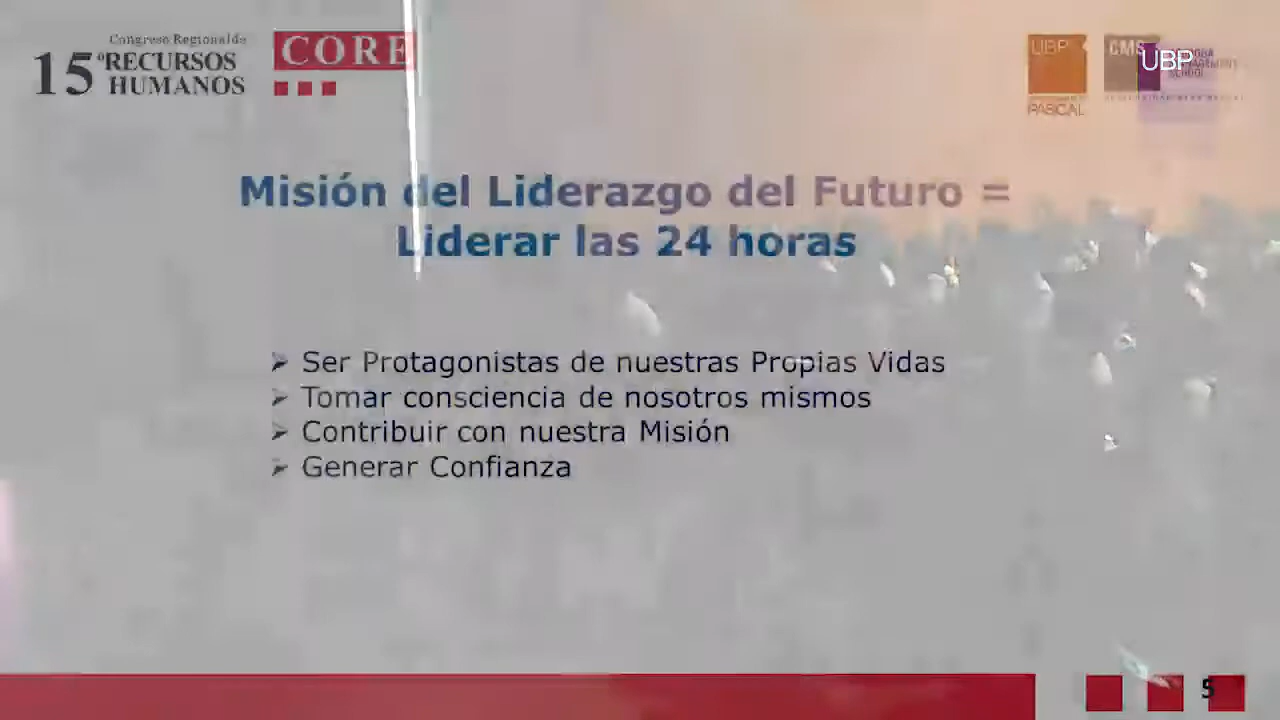 Congreso Regional de
15º RECURSOS
HUMANOS
CORE
UBP
PASCAL
CMS
UBP
SCHOOL
Misión del Liderazgo del Futuro =
Liderar las 24 horas
Ser Protagonistas de nuestras Propias Vidas
Tomar consciencia de nosotros mismos
Contribuir con nuestra Misión
Generar Confianza
5